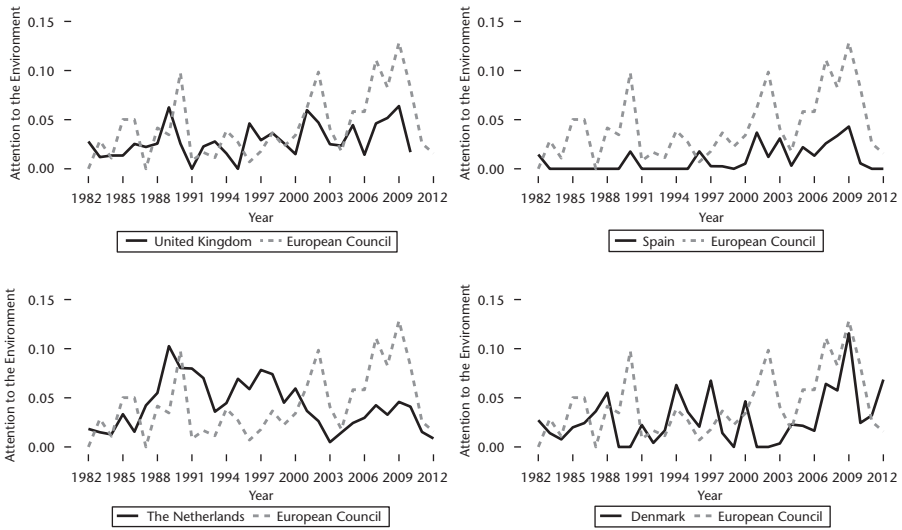 Attention to the Environment
0.15
0.10
0.05
0.00
1982 1985 1988 1991 1994 1997 2000 2003 2006 2009 2012
Year
United Kingdom European Council
Attention to the Environment
0.15
0.10
0.05
0.00
1982 1985 1988 1991 1994 1997 2000 2003 2006 2009 2012
Year
Spain European Council
Attention to the Environment
0.15
0.10
0.05
0.00
1982 1985 1988 1991 1994 1997 2000 2003 2006 2009 2012
Year
The Netherlands European Council
Attention to the Environment
0.15
0.10
0.05
0.00
1982 1985 1988 1991 1994 1997 2000 2003 2006 2009 2012
Year
Denmark European Council